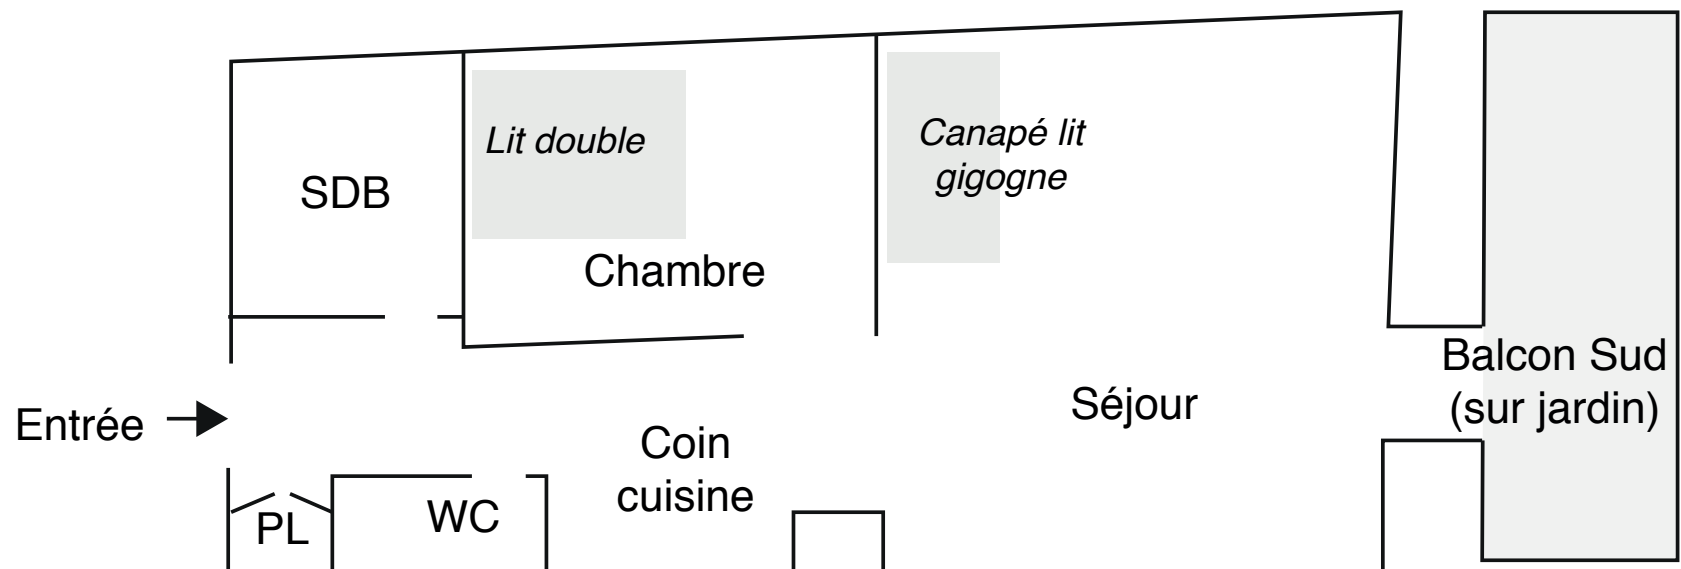 Lit double
Canapé lit
gigogne
SDB
Chambre
Balcon Sud
(sur jardin)
Séjour
Entrée
Coin
cuisine
WC
PL